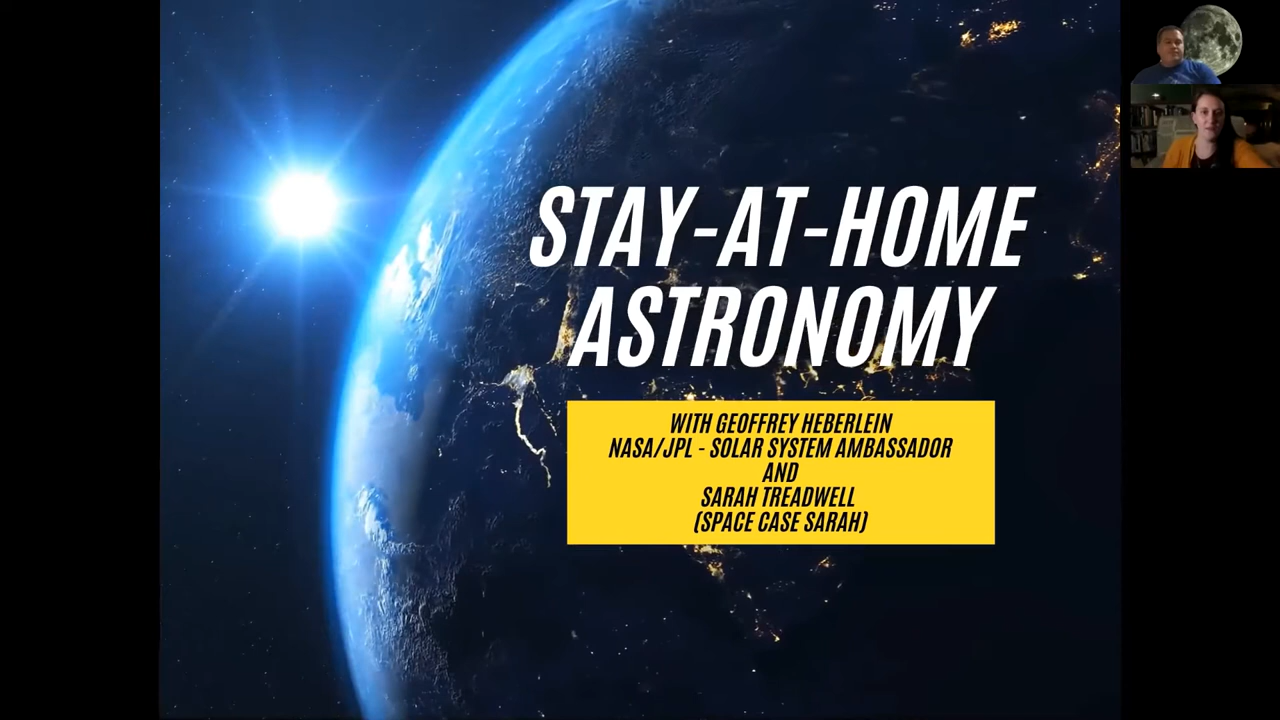 STAY-AT-HOME
ASTRONOMY
WITH GEOFFREY HEBERLEIN
NASA/JPL - SOLAR SYSTEM AMBASSADOR
AND
SARAH TREADWELL
(SPACE CASE SARAH)